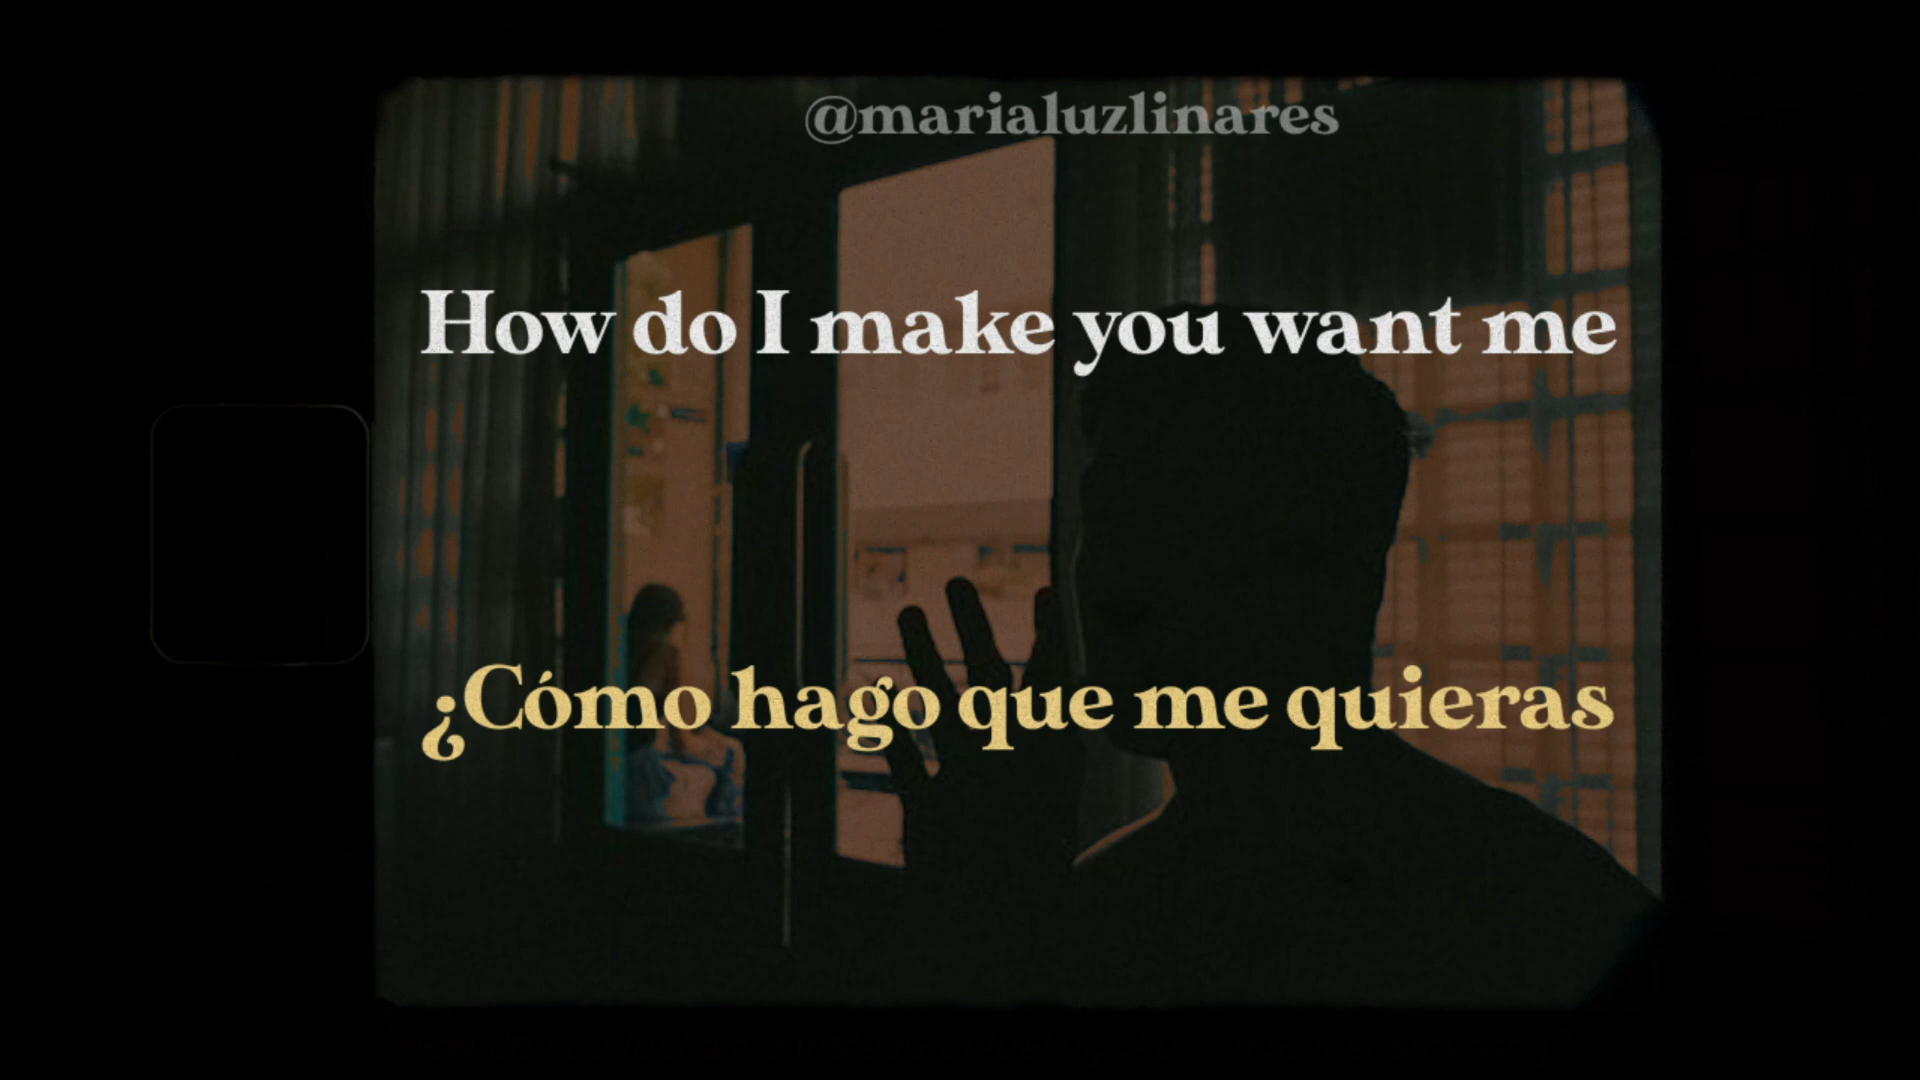 @marialuzlinares
How do I make you want me
¿Cómo hago que me quieras